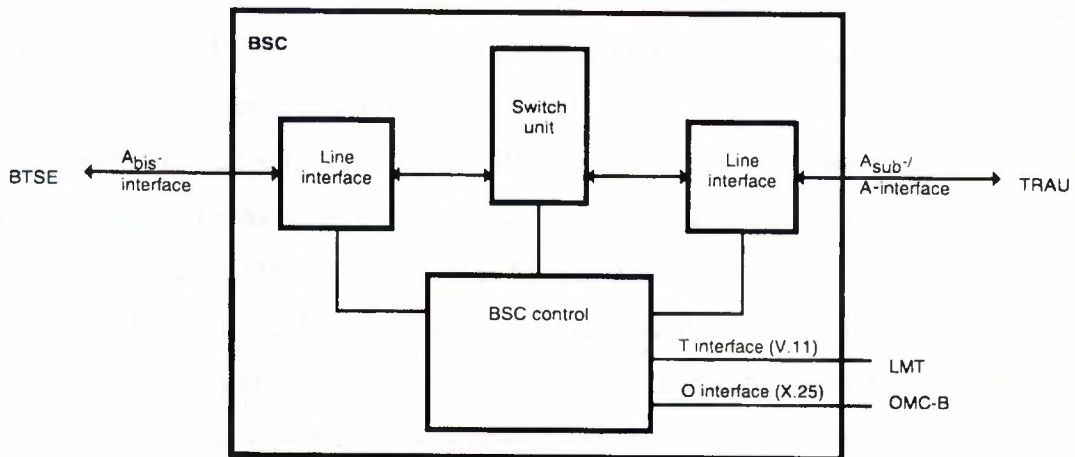 BSC
Switch
unit
Line
interface
Line
interface
BTSE
Abis-
interface
Asub-/
A-interface
TRAU
BSC control
T interface (V.11)
LMT
O interface (X.25)
OMC-B